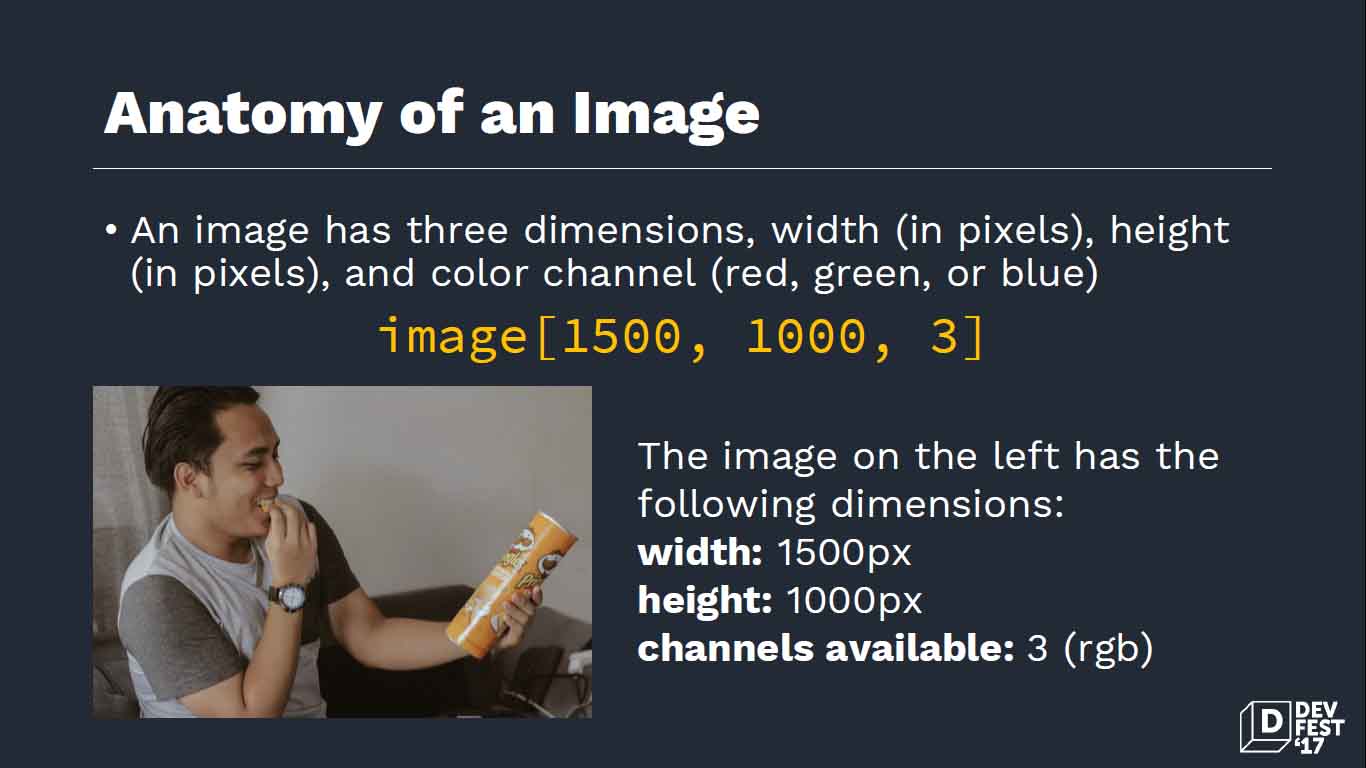 Anatomy of an Image
• An image has three dimensions, width (in pixels), height
(in pixels), and color channel (red, green, or blue)
image[1500, 1000, 3]
The image on the left has the
following dimensions:
width: 1500px
height: 1000px
channels available: 3 (rgb)
D DEV
FEST
‘17